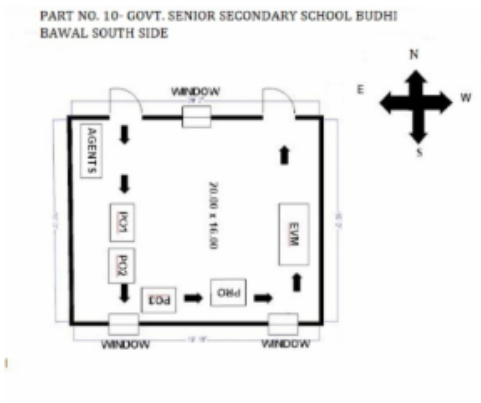 PART NO. 10- GOVT. SENIOR SECONDARY SCHOOL BUDHI
BAWAL SOUTH SIDE
N
E
W
S
WINDOW
AGENTS
PO1
20.00 x 16.00
EVM
PO2
PO3
PRO
WINDOW
WINDOW